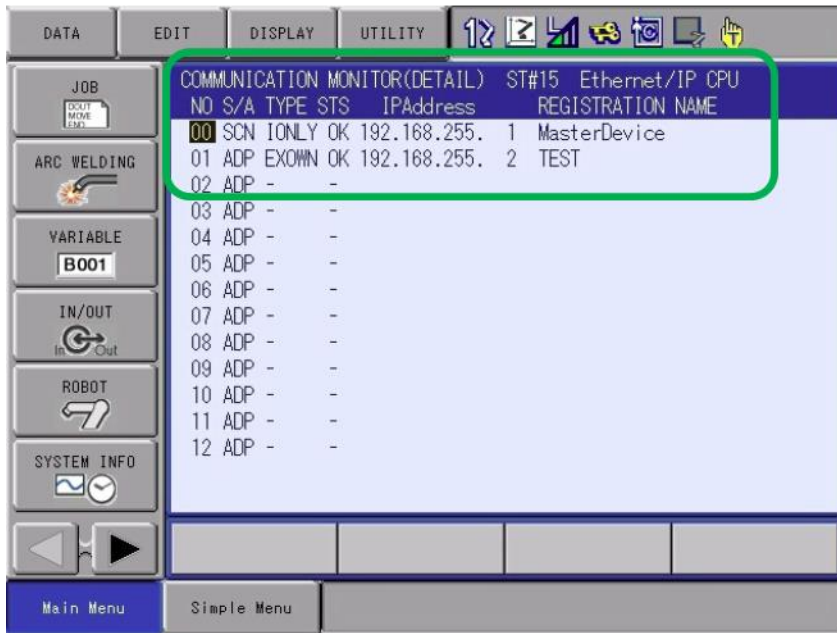 DATA EDIT DISPLAY UTILITY
JOB
DOUT
MOVE
END
ARC WELDING
VARIABLE
B001
IN/OUT
In Out
ROBOT
SYSTEM INFO
COMMUNICATION MONITOR(DETAIL) ST#15 Ethernet/IP CPU
NO S/A TYPE STS IPAddress REGISTRATION NAME
00 SCN IONLY OK 192.168.255. 1 MasterDevice
01 ADP EXOWN OK 192.168.255. 2 TEST
02 ADP - -
03 ADP - -
04 ADP - -
05 ADP - -
06 ADP - -
07 ADP - -
08 ADP - -
09 ADP - -
10 ADP - -
11 ADP - -
12 ADP - -
Main Menu Simple Menu